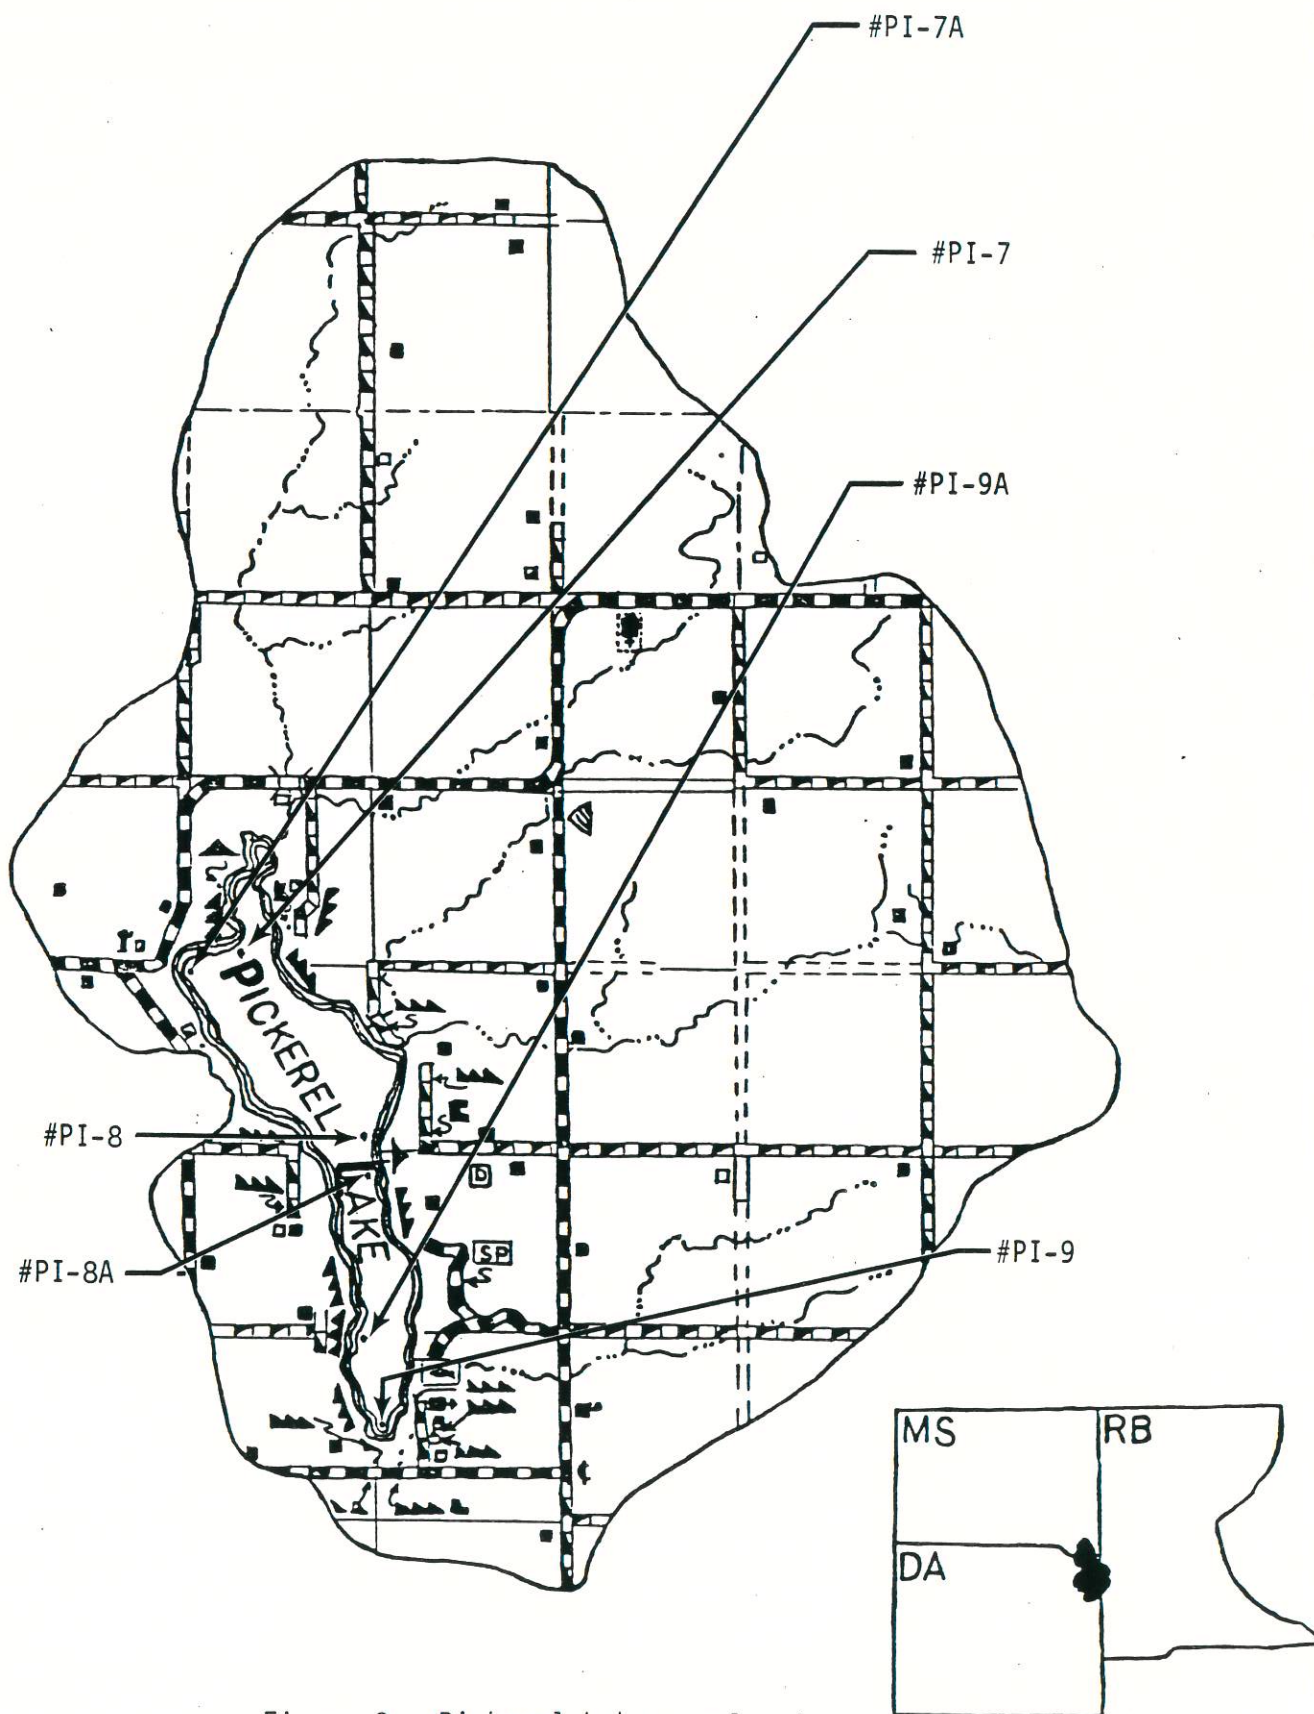 #PI-7A
#PI-7
#PI-9A
PICKEREL
LAKE
S
S
#PI-8
D
SP
S
#PI-8A
#PI-9
MS
RB
DA